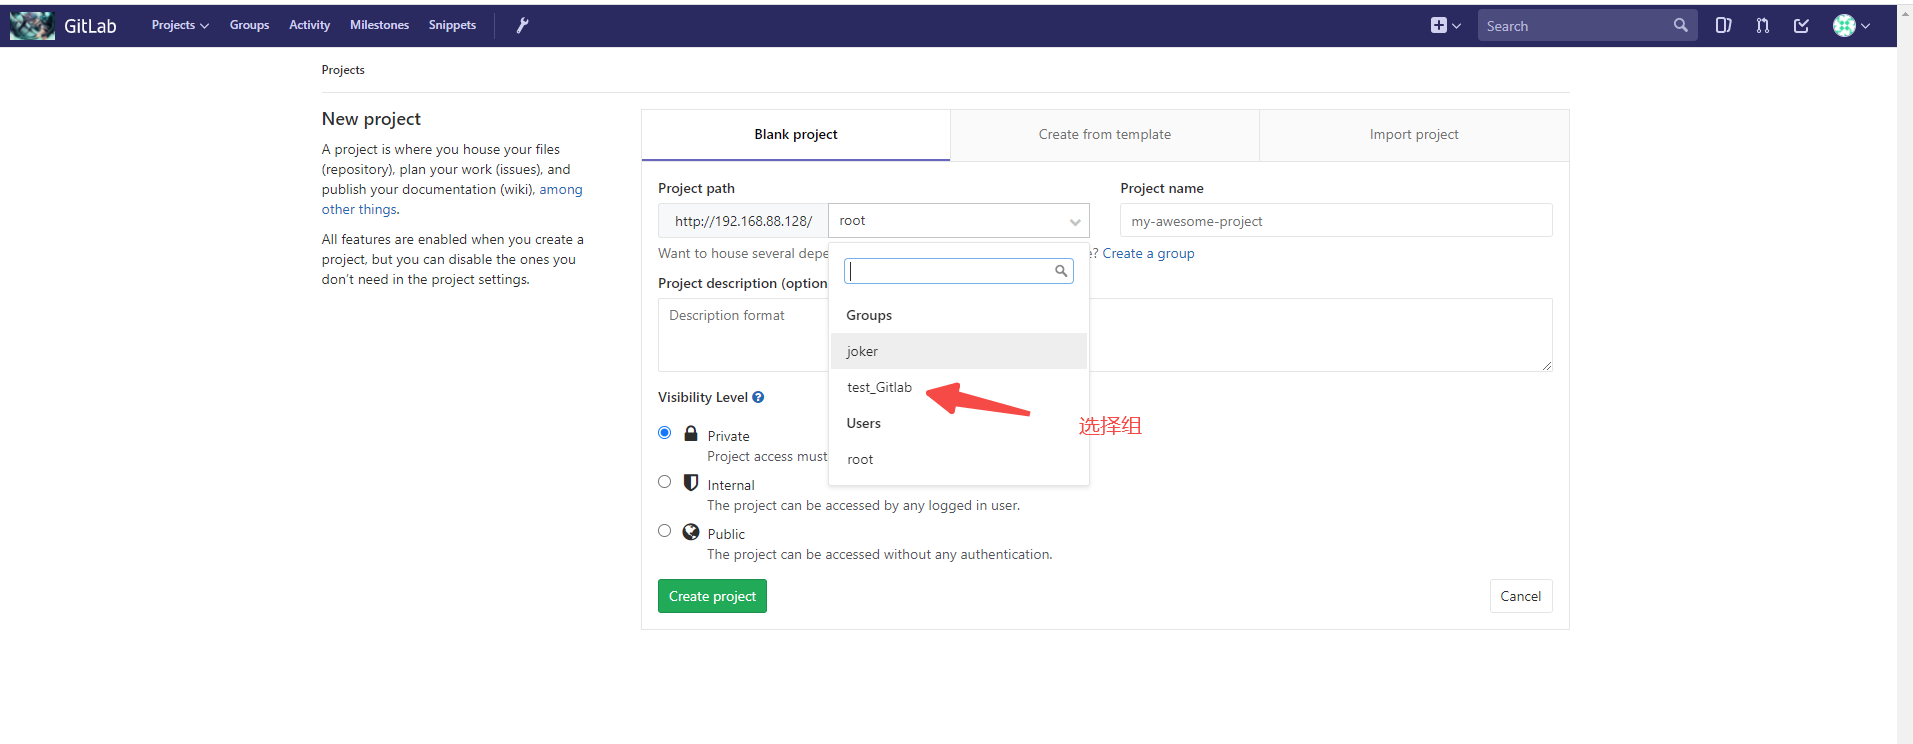 GitLab
Projects
Groups
Activity
Milestones
Snippets
Search
Projects
New project
A project is where you house your files
(repository), plan your work (issues), and
publish your documentation (wiki), among
other things.
All features are enabled when you create a
project, but you can disable the ones you
don't need in the project settings.
Blank project
Create from template
Import project
Project path
Project name
http://192.168.88.128/
root
my-awesome-project
Want to house several depe
e? Create a group
Project description (option
Description format
Groups
joker
test_Gitlab
选择组
Users
root
Visibility Level
Private
Project access must
Internal
The project can be accessed by any logged in user.
Public
The project can be accessed without any authentication.
Create project
Cancel